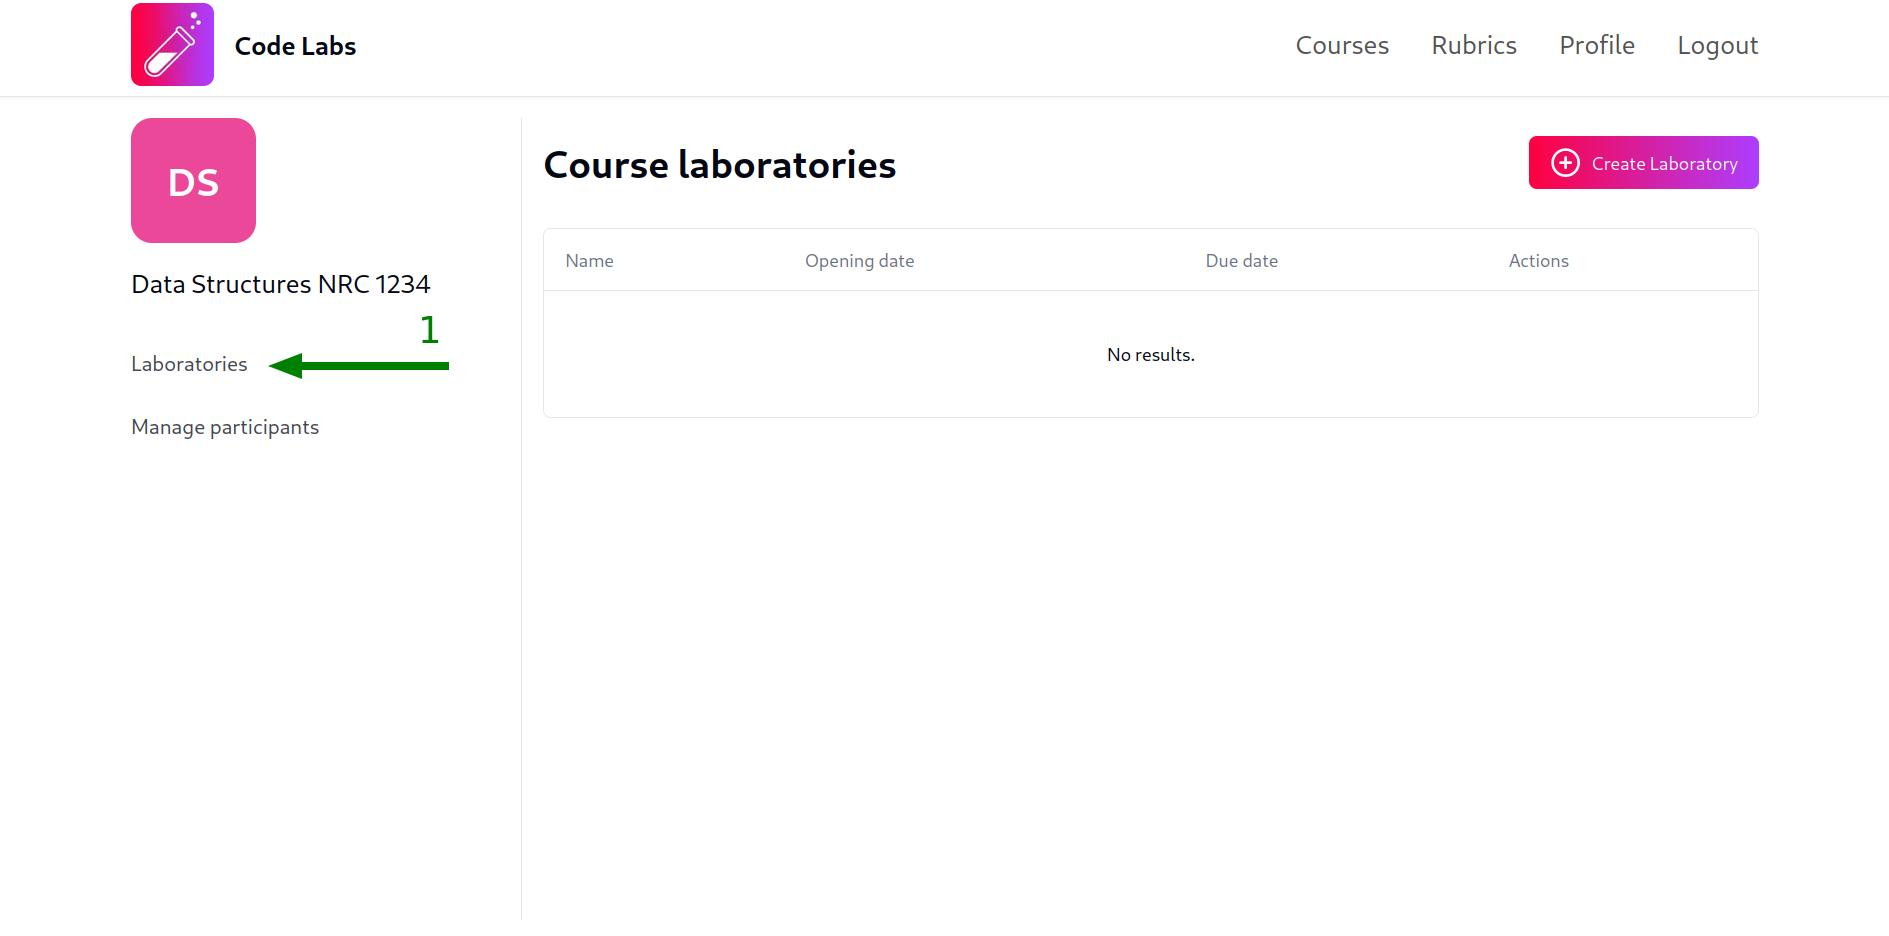 Code Labs
Courses Rubrics Profile Logout
DS
Data Structures NRC 1234
1
Laboratories
Manage participants
Course laboratories
Create Laboratory
Name Opening date Due date Actions
No results.